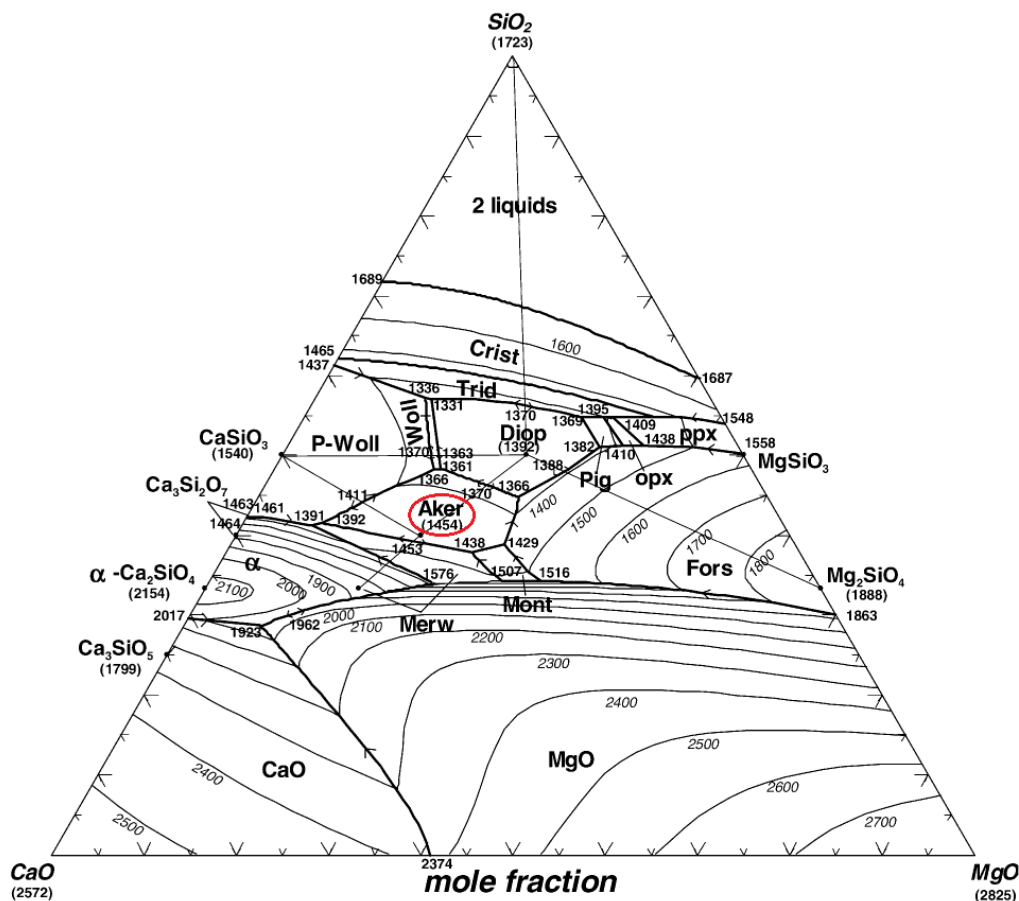 SiO2
(1723)
2 liquids
1689
1600
Crist
1465
1437
1687
1336
Trid
1331
1370
1369
1395
1409
1548
Woll
Diop
(1392)
1438
ppx
1558
CaSiO3
(1540)
P-Woll
1370
1363
1361
1382
1410
MgSiO3
1388
Pig
opx
1366
1370
1366
Ca3Si2O7
1463
1461
1464
1411
1391
1392
Aker
(1454)
1400
1500
1600
1700
1800
1453
1438
1429
α
1576
1507
1516
Fors
α -Ca2SiO4
(2154)
2100
2000
1900
Mg2SiO4
(1888)
Mont
2017
1923
1962
2000
2100
Merw
2200
1863
Ca3SiO5
(1799)
2300
2400
CaO
MgO
2500
2400
2600
2500
2700
2374
CaO
(2572)
mole fraction
MgO
(2825)